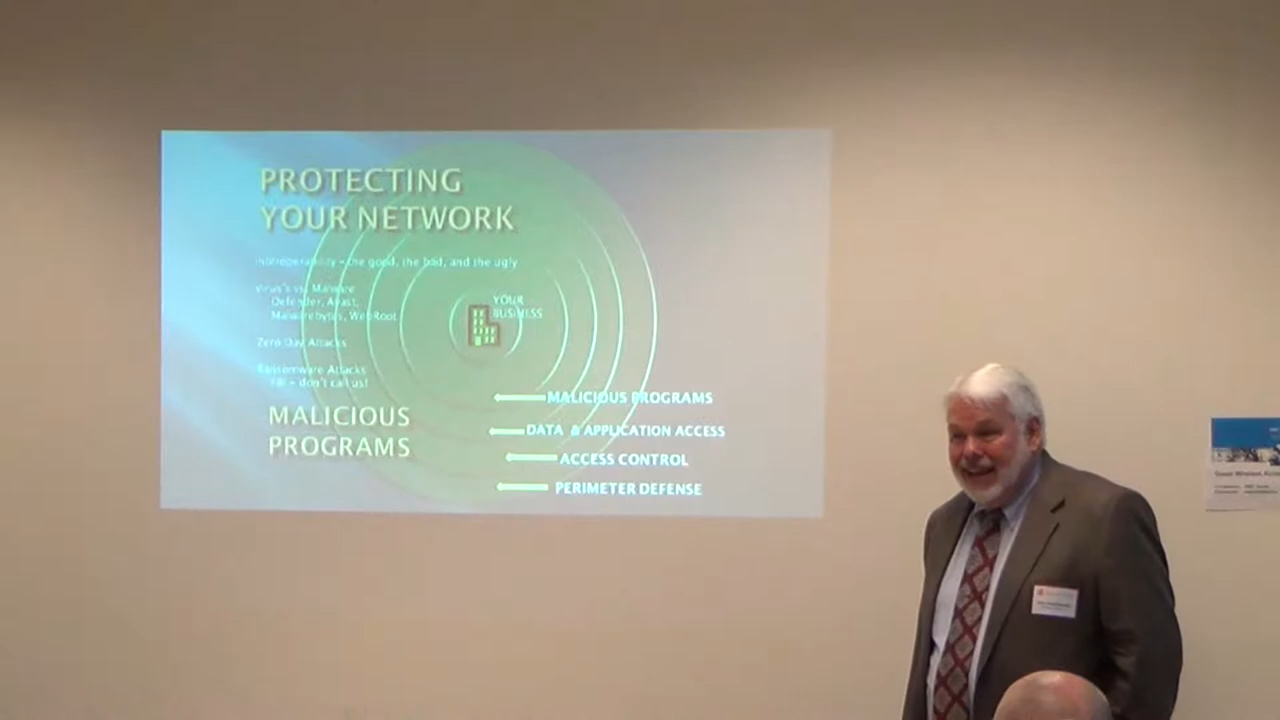 PROTECTING
YOUR NETWORK
Interoperability – the good, the bad, and the ugly
Virus's vs. Malware
Defender, Avast,
Malwarebytes, WebRoot
Zero Day Attacks
Ransomware Attacks
FBI – don't call us!
MALICIOUS
PROGRAMS
YOUR
BUSINESS
MALICIOUS PROGRAMS
DATA & APPLICATION ACCESS
ACCESS CONTROL
PERIMETER DEFENSE
Guest Wireless